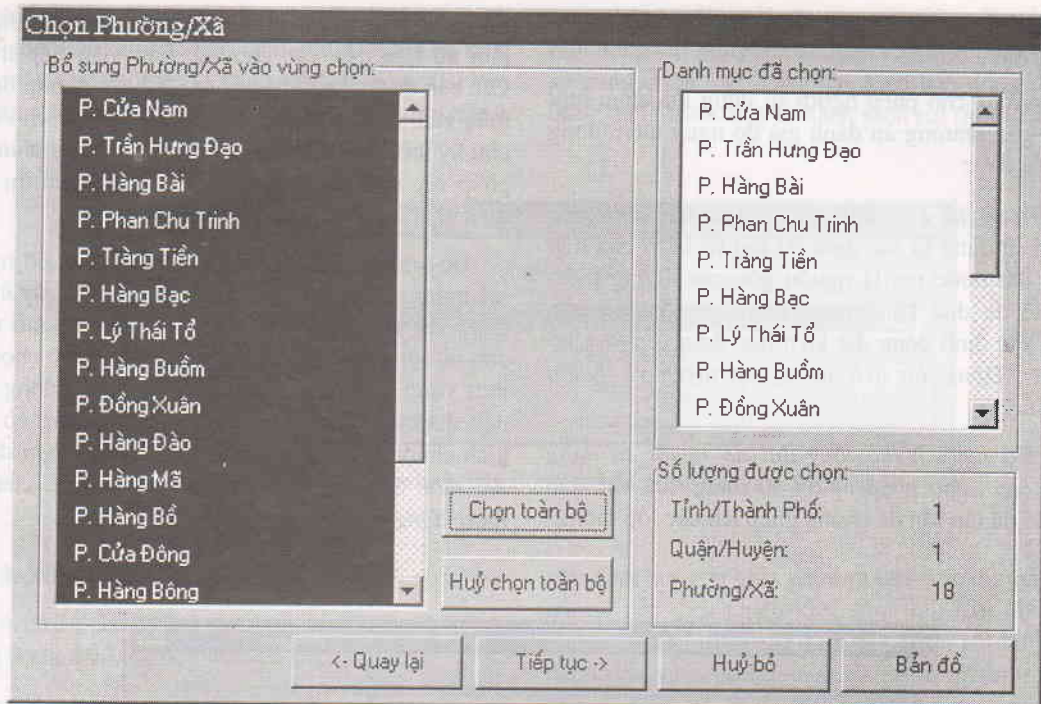 Chọn Phường/Xã
Bổ sung Phường/Xã vào vùng chọn:
P. Cửa Nam
P. Trần Hưng Đạo
P. Hàng Bài
P. Phan Chu Trinh
P. Tràng Tiền
P. Hàng Bạc
P. Lý Thái Tổ
P. Hàng Buồm
P. Đồng Xuân
P. Hàng Đào
P. Hàng Mã
P. Hàng Bồ
P. Cửa Đông
P. Hàng Bông
Chọn toàn bộ
Huỷ chọn toàn bộ
Danh mục đã chọn:
P. Cửa Nam
P. Trần Hưng Đạo
P. Hàng Bài
P. Phan Chu Trinh
P. Tràng Tiền
P. Hàng Bạc
P. Lý Thái Tổ
P. Hàng Buồm
P. Đồng Xuân
Số lượng được chọn:
Tỉnh/Thành Phố: 1
Quận/Huyện: 1
Phường/Xã: 18
<- Quay lại
Tiếp tục ->
Huỷ bỏ
Bản đồ